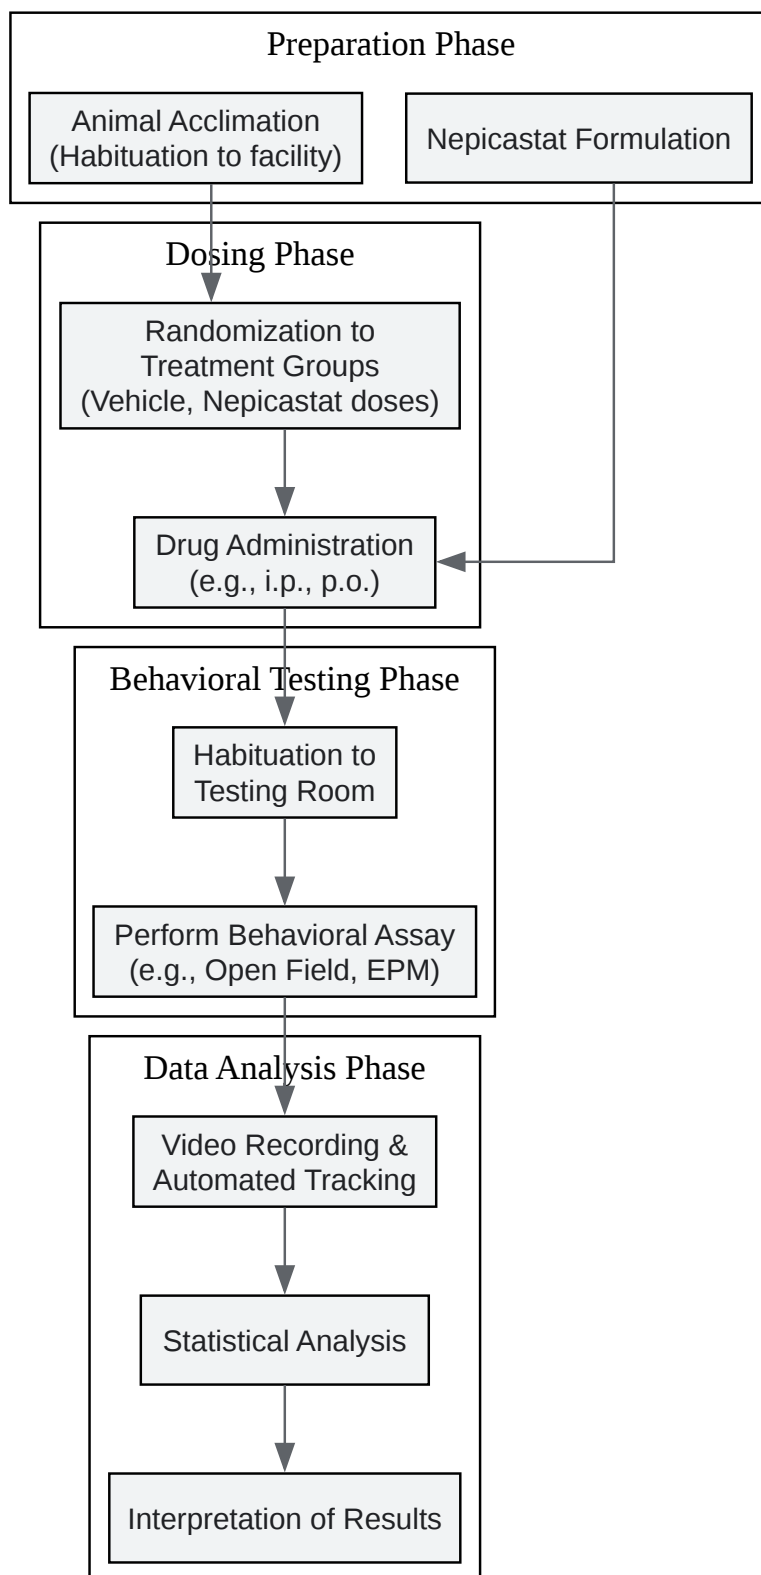 Preparation Phase
Animal Acclimation
(Habituation to facility)
Nepicastat Formulation
Dosing Phase
Randomization to
Treatment Groups
(Vehicle, Nepicastat doses)
Drug Administration
(e.g., i.p., p.o.)
Behavioral Testing Phase
Habituation to
Testing Room
Perform Behavioral Assay
(e.g., Open Field, EPM)
Data Analysis Phase
Video Recording &
Automated Tracking
Statistical Analysis
Interpretation of Results